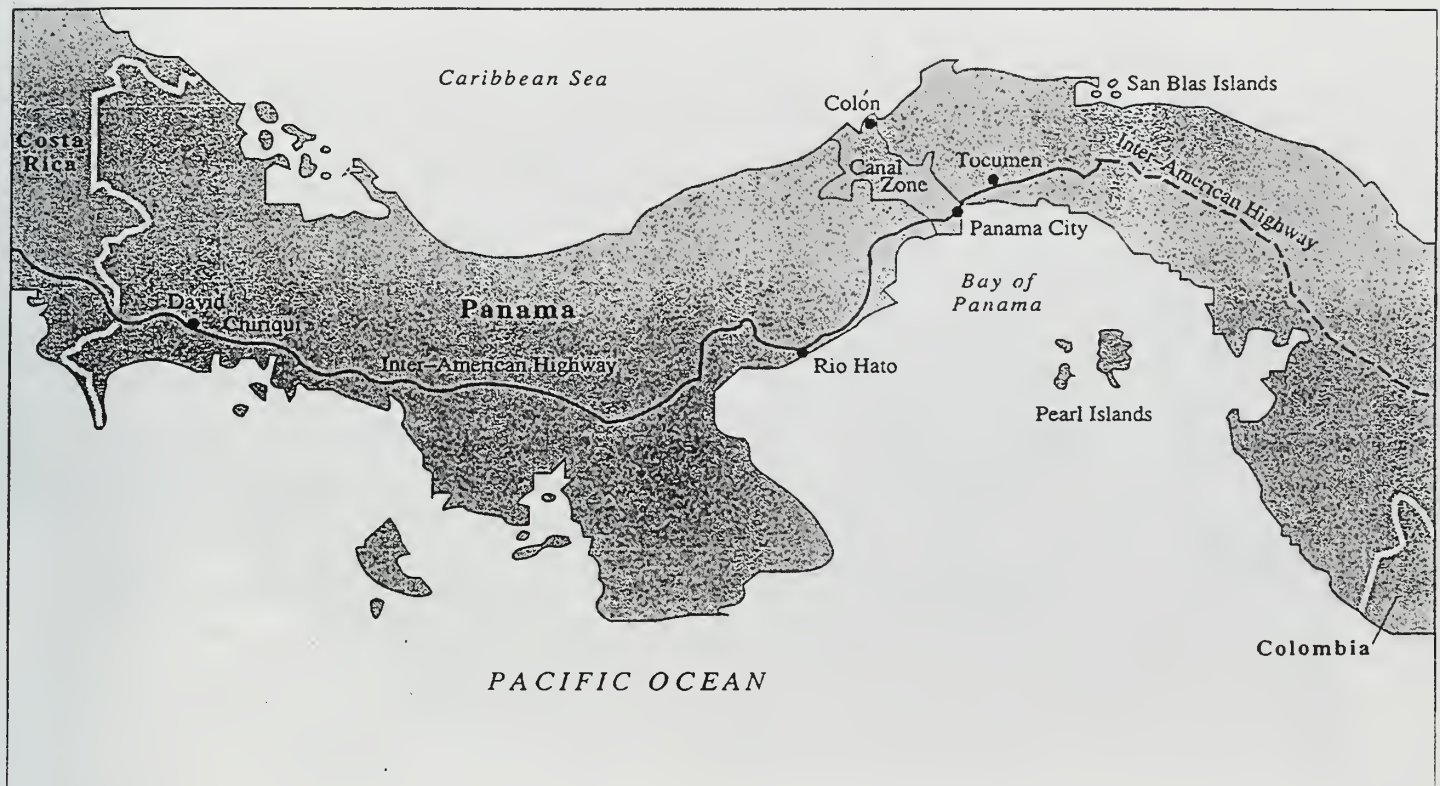 Caribbean Sea
San Blas Islands
Colón
Costa
Rica
Inter-American Highway
Tocumen
Canal
Zone
Panama City
Bay of
Panama
David
Chiriqui
Panama
Inter-American Highway
Rio Hato
Pearl Islands
Colombia
PACIFIC OCEAN